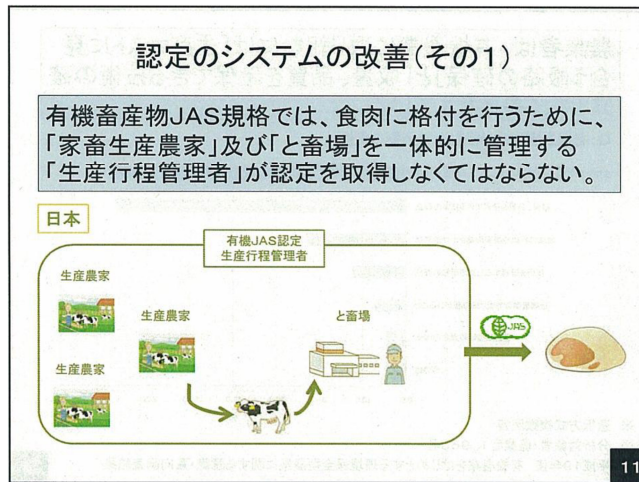 認定のシステムの改善(その1)
有機畜産物JAS規格では、食肉に格付を行うために、
「家畜生産農家」及び「と畜場」を一体的に管理する
「生産行程管理者」が認定を取得しなくてはならない。
日本
有機JAS認定
生産行程管理者
生産農家
生産農家
と畜場
生産農家
JAS
11